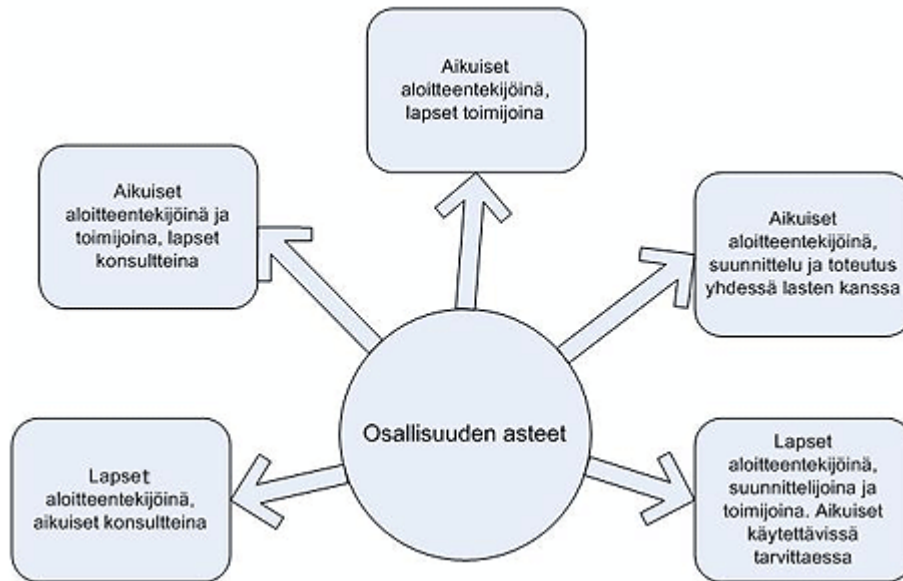 Aikuiset
aloitteentekijöinä,
lapset toimijoina
Aikuiset
aloitteentekijöinä ja
toimijoina, lapset
konsultteina
Aikuiset
aloitteentekijöinä,
suunnittelu ja toteutus
yhdessä lasten kanssa
Osallisuuden asteet
Lapset
aloitteentekijöinä,
aikuiset konsultteina
Lapset
aloitteentekijöinä,
suunnittelijoina ja
toimijoina. Aikuiset
käytettävissä
tarvittaessa